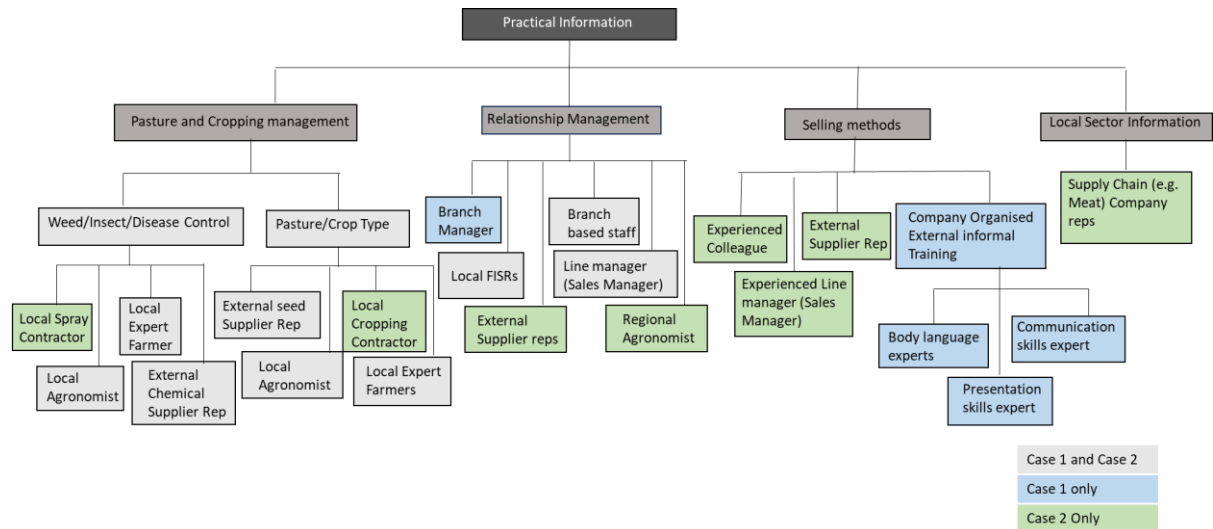 Practical Information
Pasture and Cropping management
Relationship Management
Selling methods
Local Sector Information
Weed/Insect/Disease Control
Pasture/Crop Type
Local Spray
Contractor
Local
Agronomist
Local
Expert
Farmer
External
Chemical
Supplier Rep
External seed
Supplier Rep
Local
Agronomist
Local
Cropping
Contractor
Local Expert
Farmers
Branch
Manager
Local FISRs
External
Supplier reps
Branch
based staff
Line manager
(Sales Manager)
Regional
Agronomist
Experienced
Colleague
Experienced Line
manager (Sales
Manager)
External
Supplier Rep
Company Organised
External informal
Training
Body language
experts
Presentation
skills expert
Communication
skills expert
Supply Chain (e.g.
Meat) Company
reps
Case 1 and Case 2
Case 1 only
Case 2 Only